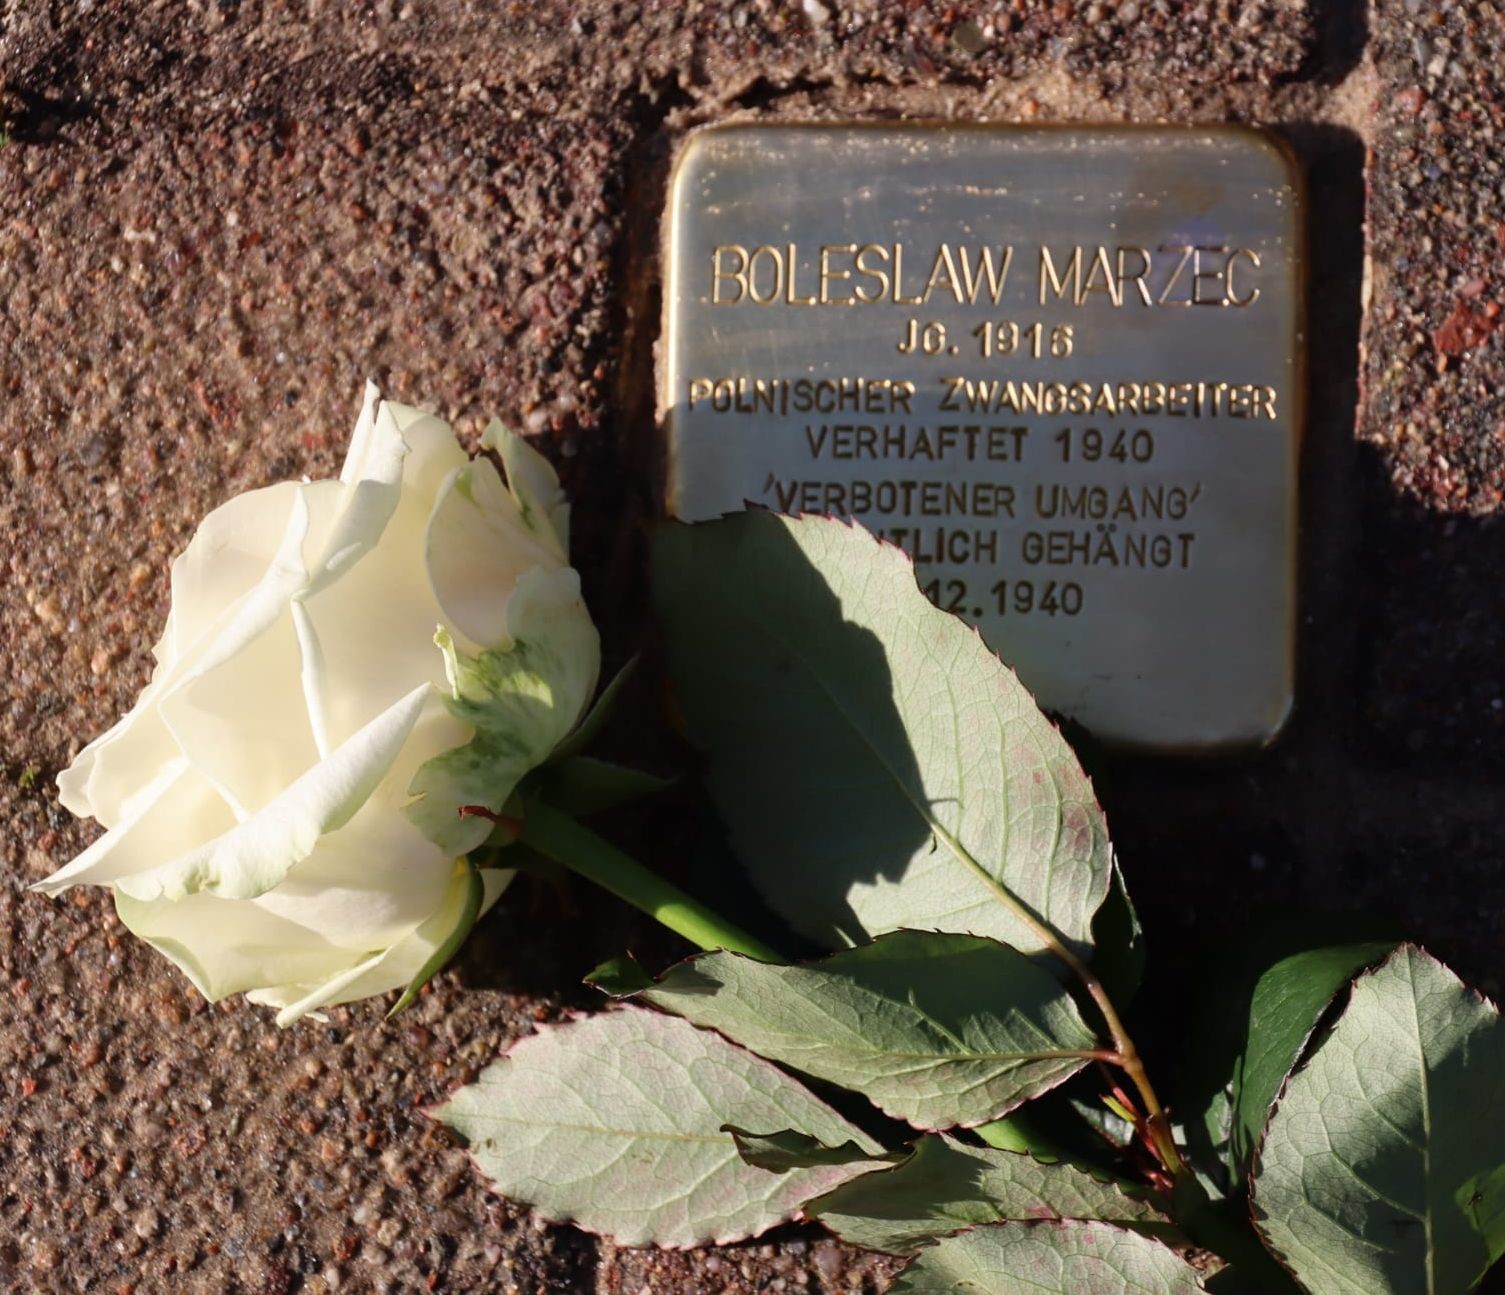 BOLESLAW MARZEC
JG. 1916
POLNISCHER ZWANGSARBEITER
VERHAFTET 1940
'VERBOTENER UMGANG'
GEHÄNGT
12.1940